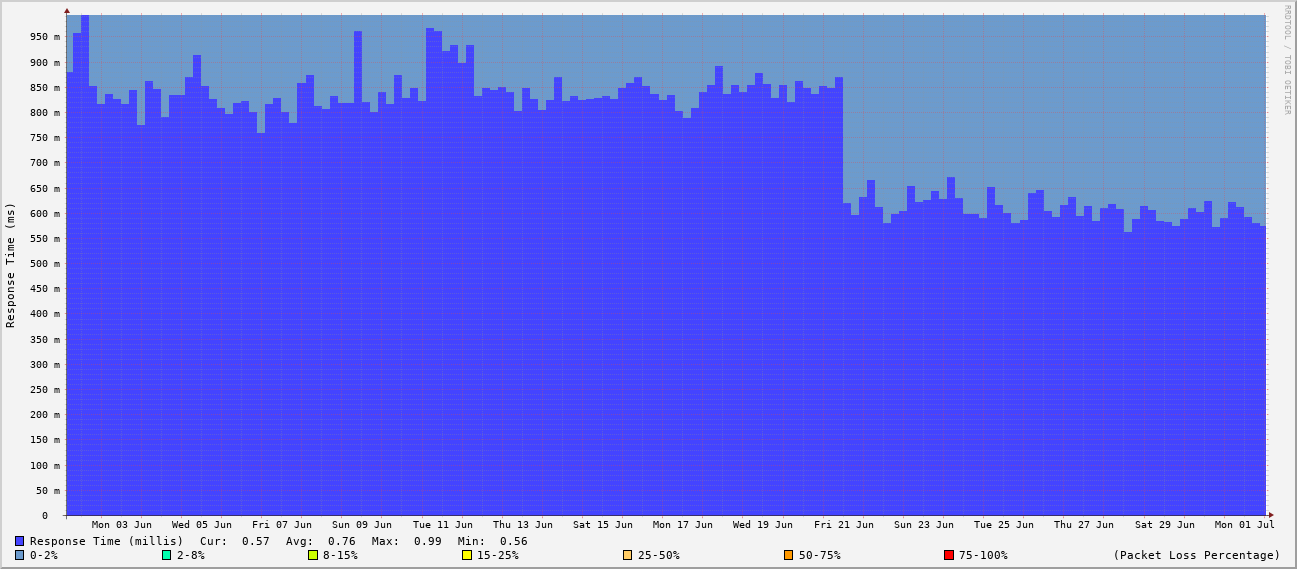 RRDTOOL / TOBI OETIKER
Response Time (ms)
950 m
900 m
850 m
800 m
750 m
700 m
650 m
600 m
550 m
500 m
450 m
400 m
350 m
300 m
250 m
200 m
150 m
100 m
50 m
0
Mon 03 Jun Wed 05 Jun Fri 07 Jun Sun 09 Jun Tue 11 Jun Thu 13 Jun Sat 15 Jun Mon 17 Jun Wed 19 Jun Fri 21 Jun Sun 23 Jun Tue 25 Jun Thu 27 Jun Sat 29 Jun Mon 01 Jul
Response Time (millis) Cur: 0.57 Avg: 0.76 Max: 0.99 Min: 0.56
0-2% 2-8% 8-15% 15-25% 25-50% 50-75% 75-100% (Packet Loss Percentage)